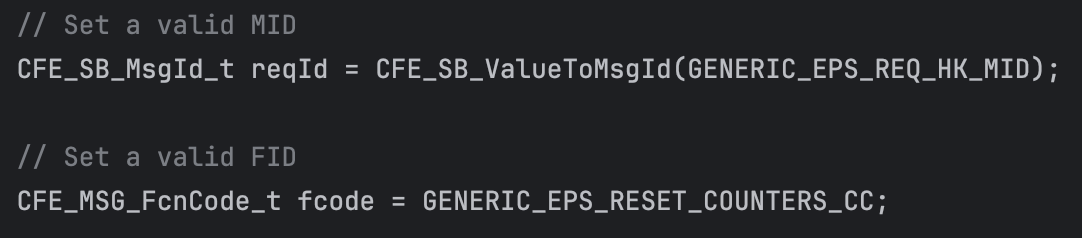 // Set a valid MID
CFE_SB_MsgId_t reqId = CFE_SB_ValueToMsgId(GENERIC_EPS_REQ_HK_MID);
// Set a valid FID
CFE_MSG_FcnCode_t fcode = GENERIC_EPS_RESET_COUNTERS_CC;